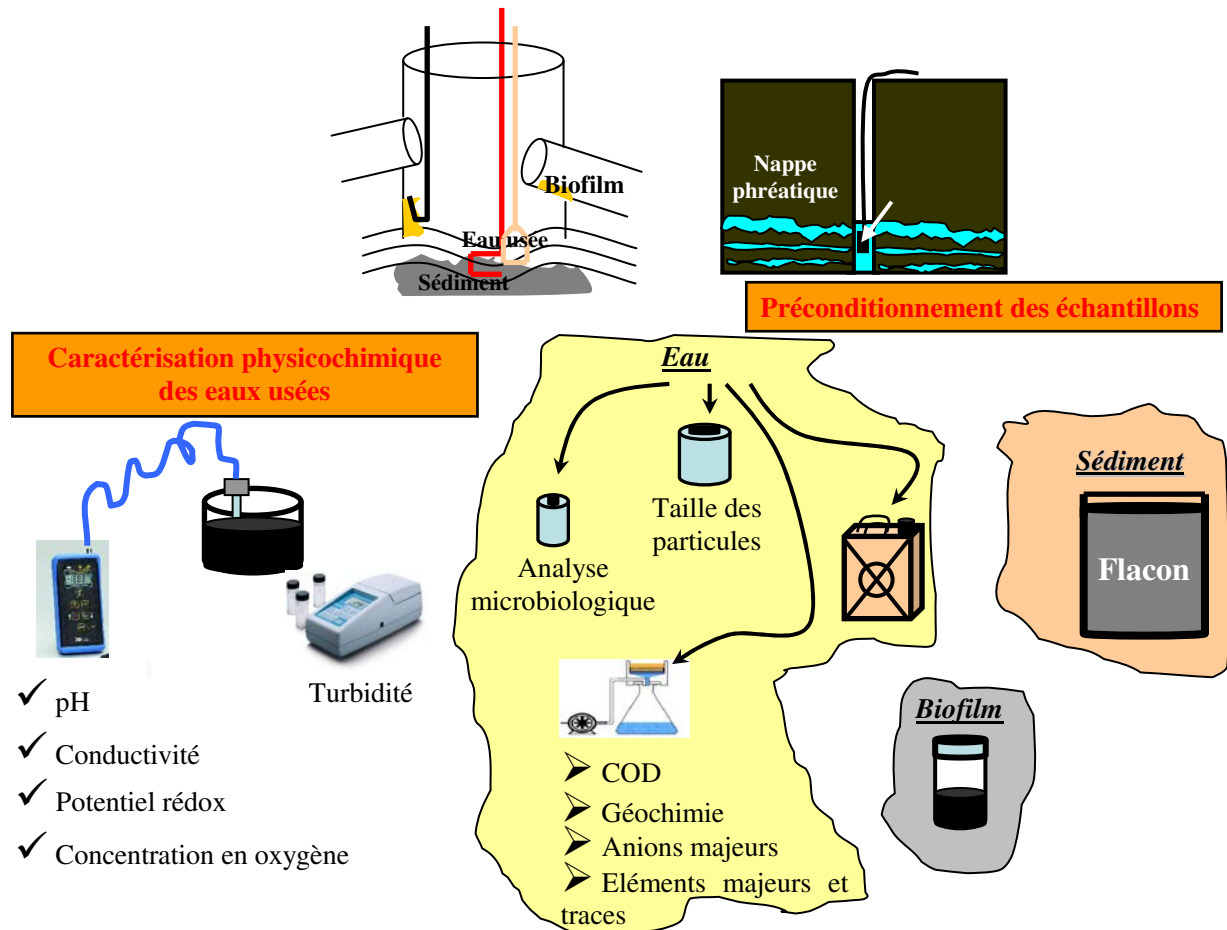 Biofilm
Eau usée
Sédiment
Nappe
phréatique
Préconditionnement des échantillons
Caractérisation physicochimique
des eaux usées
Eau
Taille des
particules
Analyse
microbiologique
Sédiment
Flacon
Turbidité
✓ pH
✓ Conductivité
✓ Potentiel rédox
✓ Concentration en oxygène
Biofilm
➢ COD
➢ Géochimie
➢ Anions majeurs
➢ Eléments majeurs et
traces